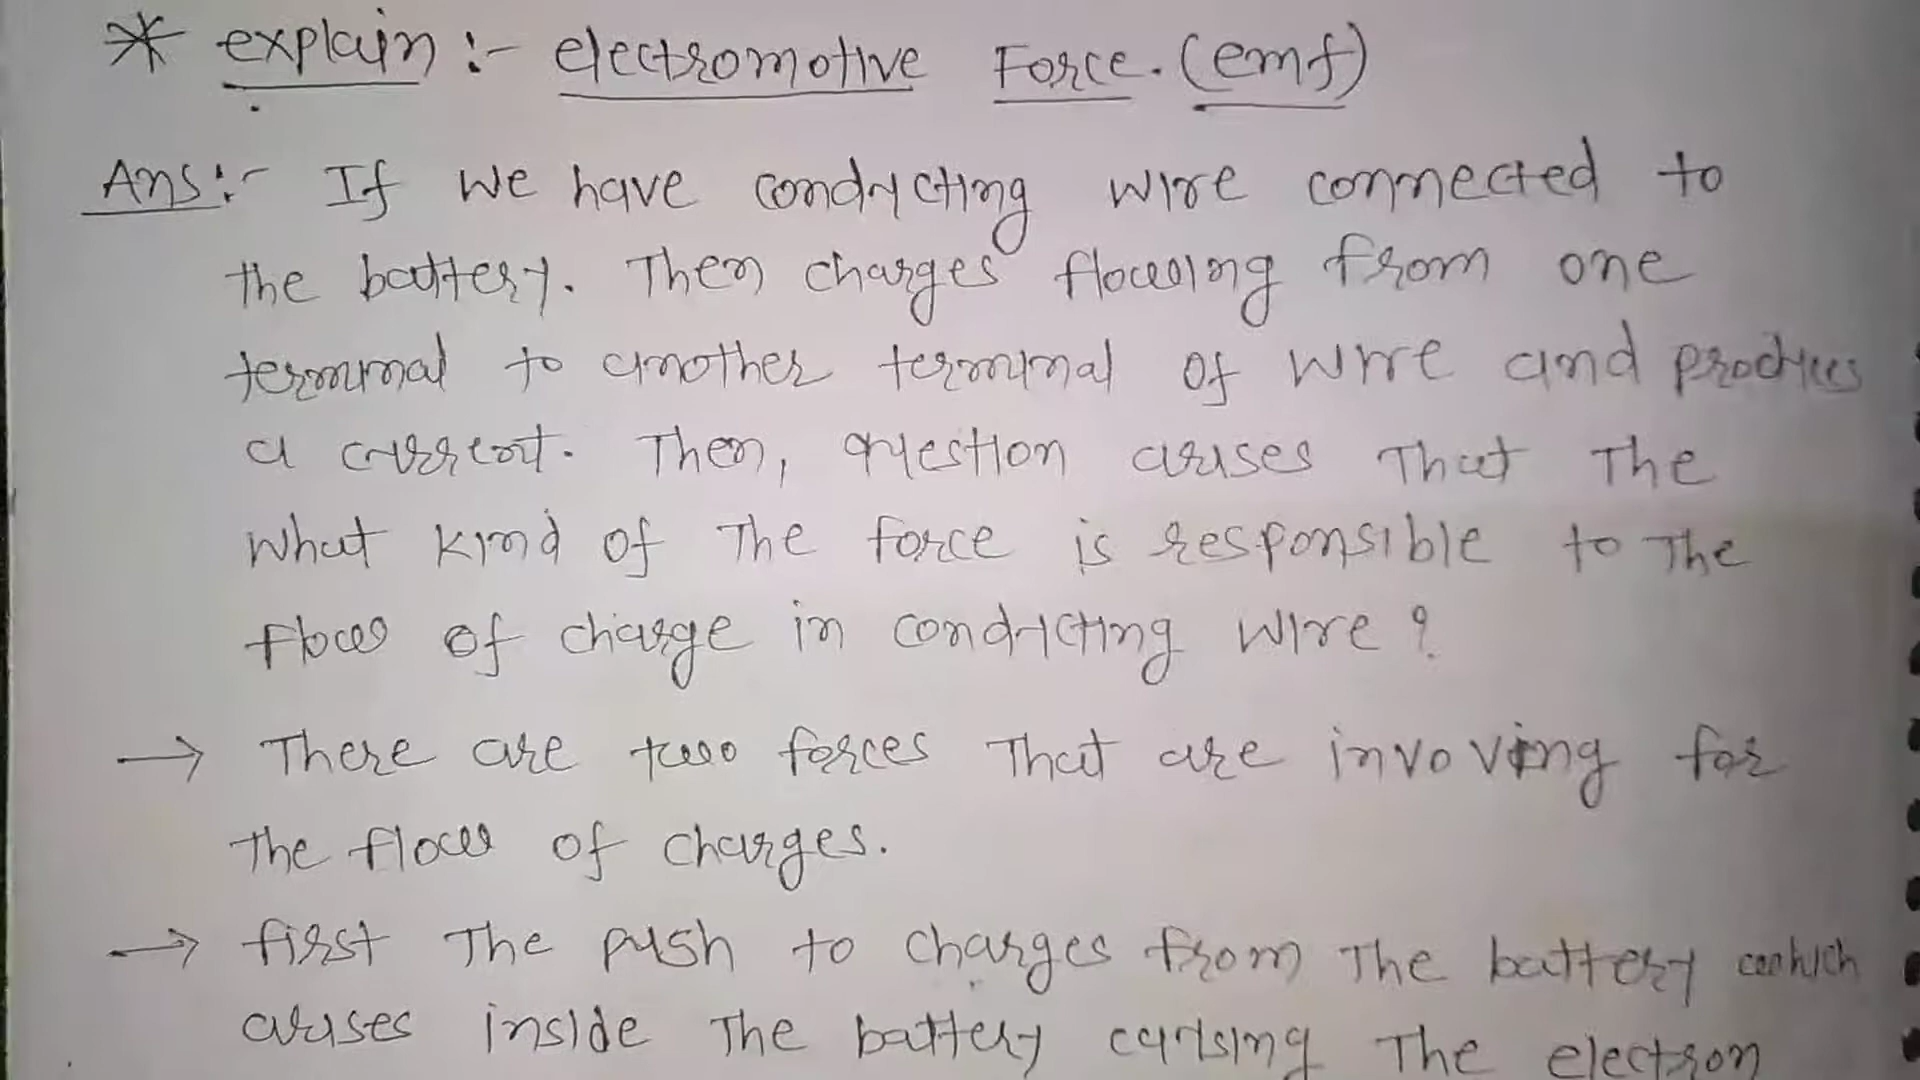 * explain :- electromotive Force. (emf)
Ans :- If we have conducting wire connected to
the battery. Then charges flowing from one
terminal to another terminal of wire and produces
a current. Then, question arises That The
what kind of The force is responsible to The
flow of charge in conducting wire ?
→ There are two forces That are invoving for
The flow of charges.
→ first The push to charges from The battery which
arises inside The battery causing The electron